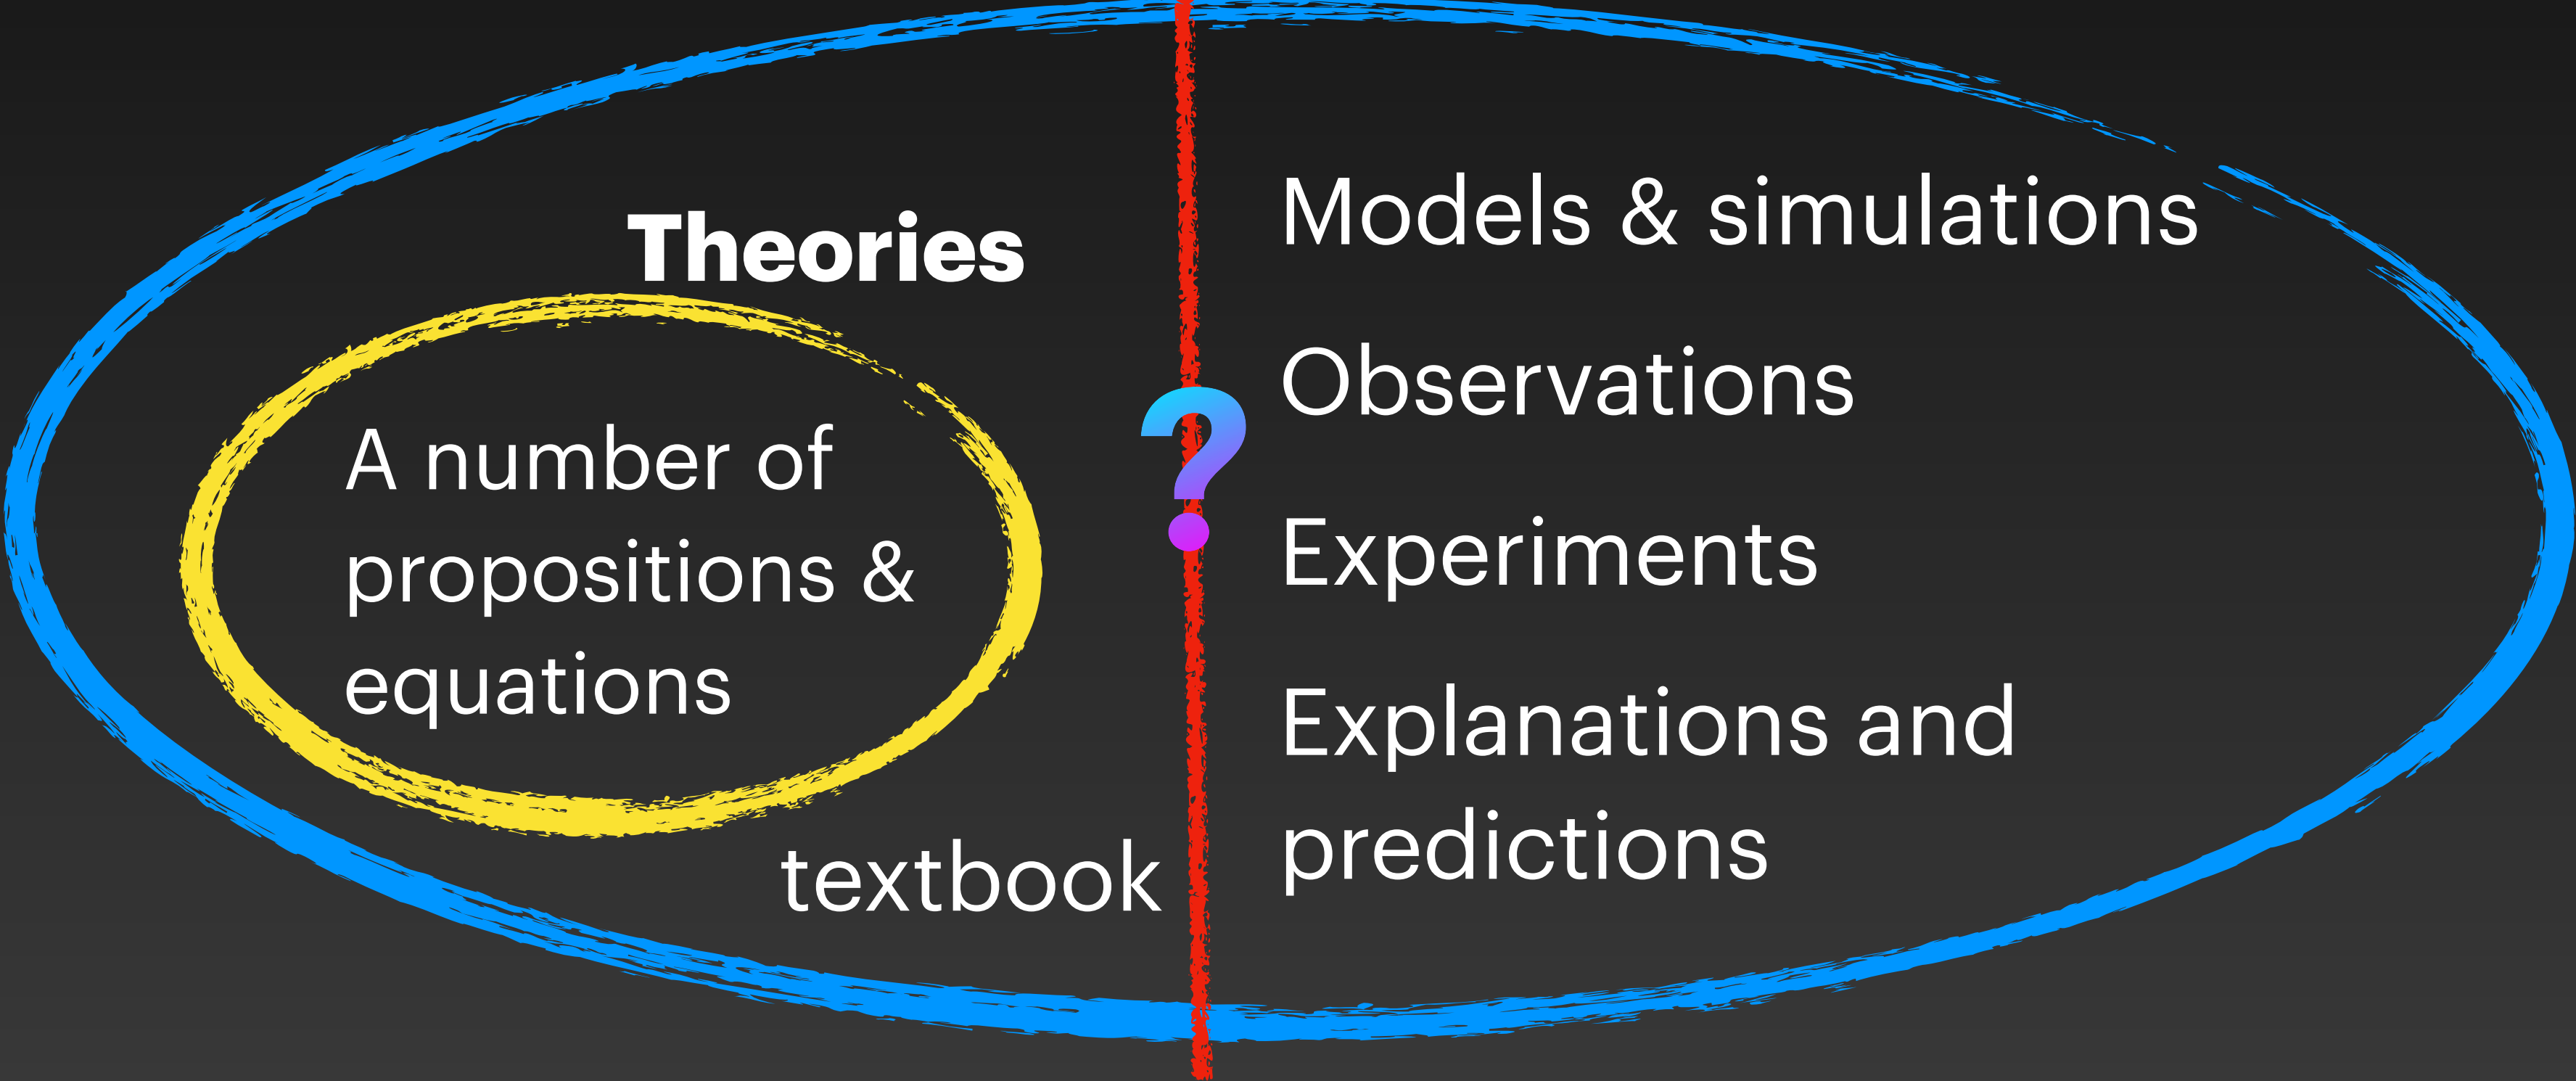 Theories
A number of
propositions &
equations
textbook
?
Models & simulations
Observations
Experiments
Explanations and
predictions